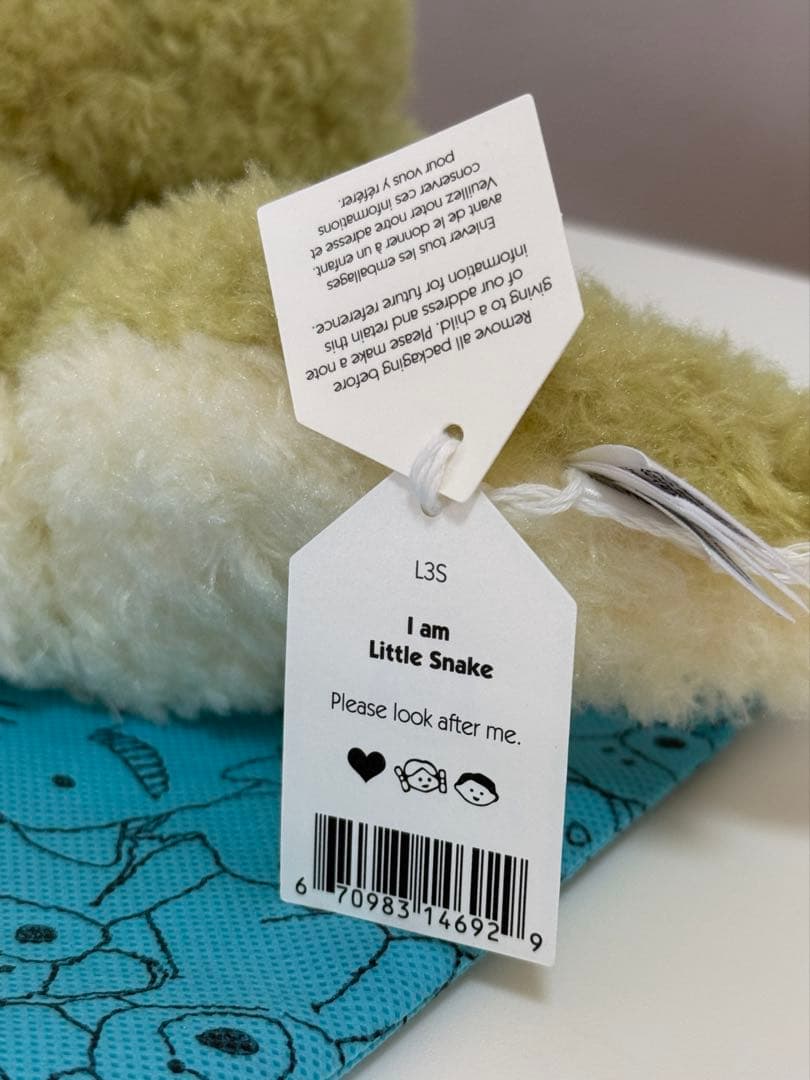 Remove all packaging before
giving to a child. Please make a note
of our address and retain this
information for future reference.
Enlever tous les emballages
avant de le donner à un enfant.
Veuillez noter notre adresse et
conserver ces informations
pour vous y référer.
L3S
I am
Little Snake
Please look after me.
6 70983 14692 9